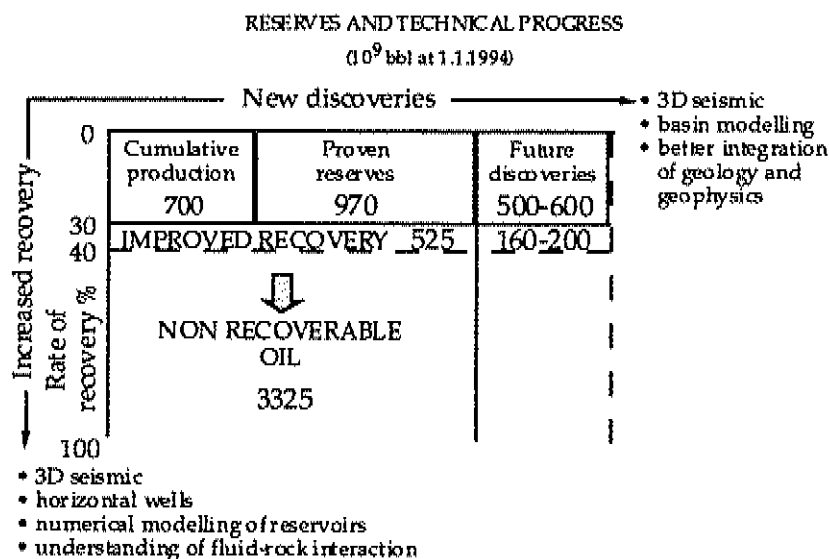 RESERVES AND TECHNICAL PROGRESS
(10⁹ bbl at 1.1.1994)
New discoveries
• 3D seismic
• basin modelling
• better integration
of geology and
geophysics
Increased recovery
Rate of
recovery %
0
30
40
100
Cumulative
production
700
Proven
reserves
970
Future
discoveries
500-600
IMPROVED RECOVERY 525
160-200
NON RECOVERABLE
OIL
3325
• 3D seismic
• horizontal wells
• numerical modelling of reservoirs
• understanding of fluid-rock interaction